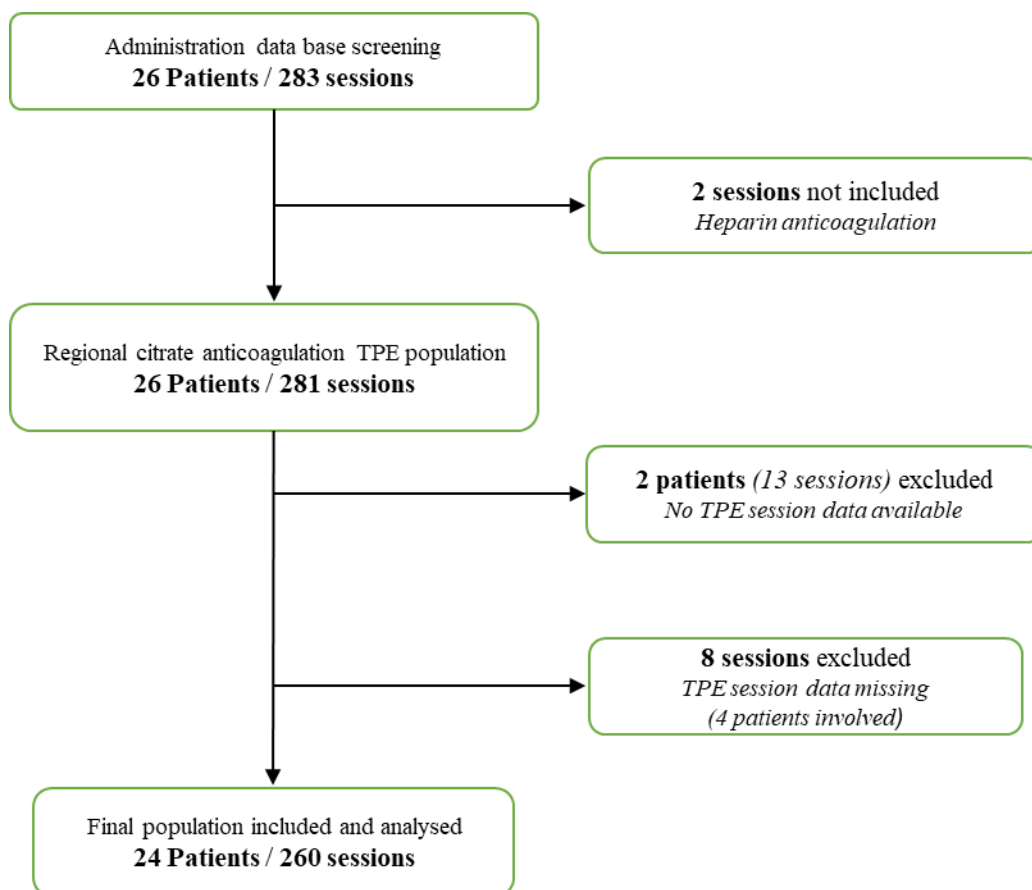 Administration data base screening
26 Patients / 283 sessions
2 sessions not included
Heparin anticoagulation
Regional citrate anticoagulation TPE population
26 Patients / 281 sessions
2 patients (13 sessions) excluded
No TPE session data available
8 sessions excluded
TPE session data missing
(4 patients involved)
Final population included and analysed
24 Patients / 260 sessions